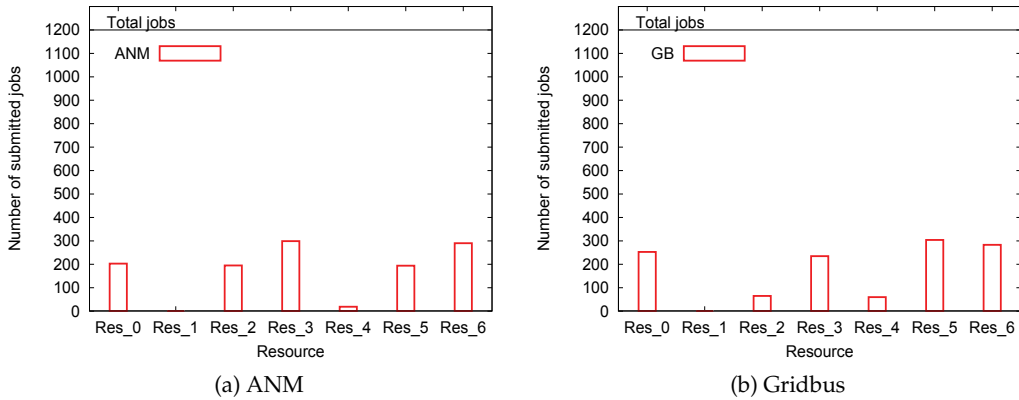 Total jobs
ANM
1200
1100
1000
900
800
700
600
500
400
300
200
100
0
Number of submitted jobs
Res_0 Res_1 Res_2 Res_3 Res_4 Res_5 Res_6
Resource
(a) ANM
Total jobs
GB
1200
1100
1000
900
800
700
600
500
400
300
200
100
0
Number of submitted jobs
Res_0 Res_1 Res_2 Res_3 Res_4 Res_5 Res_6
Resource
(b) Gridbus